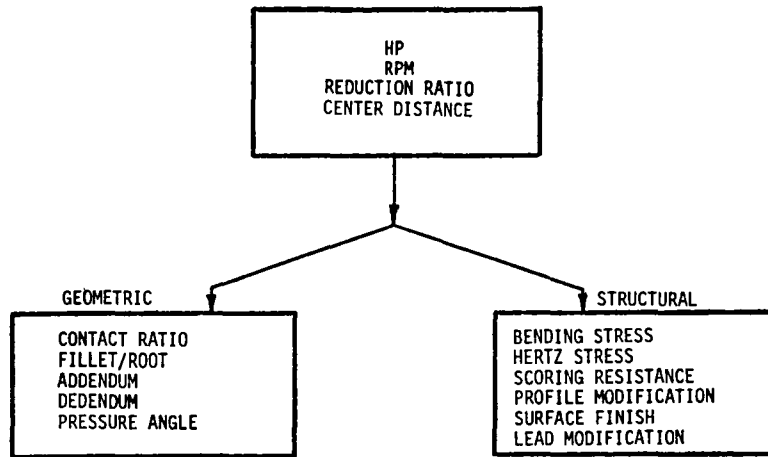 HP
RPM
REDUCTION RATIO
CENTER DISTANCE
GEOMETRIC
CONTACT RATIO
FILLET/ROOT
ADDENDUM
DEDENDUM
PRESSURE ANGLE
STRUCTURAL
BENDING STRESS
HERTZ STRESS
SCORING RESISTANCE
PROFILE MODIFICATION
SURFACE FINISH
LEAD MODIFICATION